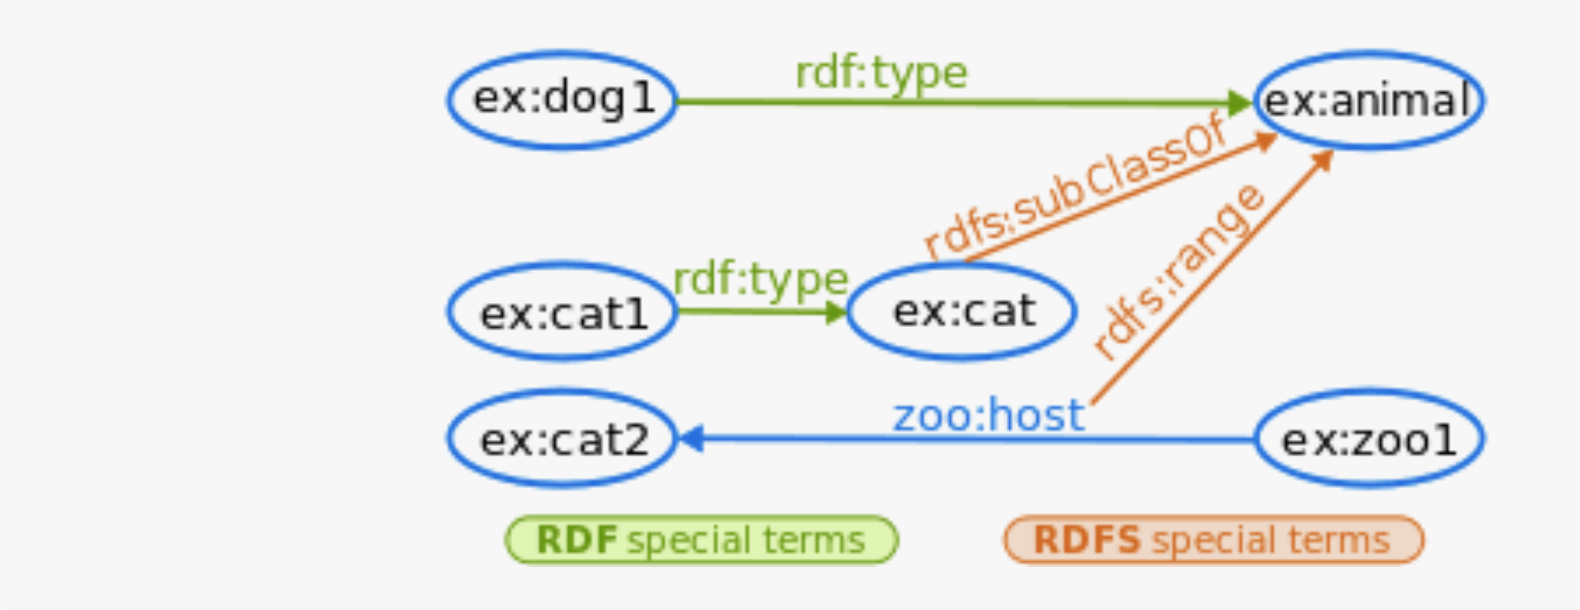 rdf:type
ex:dog1
ex:animal
rdfs:subClassOf
rdfs:range
rdf:type
ex:cat1
ex:cat
zoo:host
ex:cat2
ex:zoo1
RDF special terms
RDFS special terms